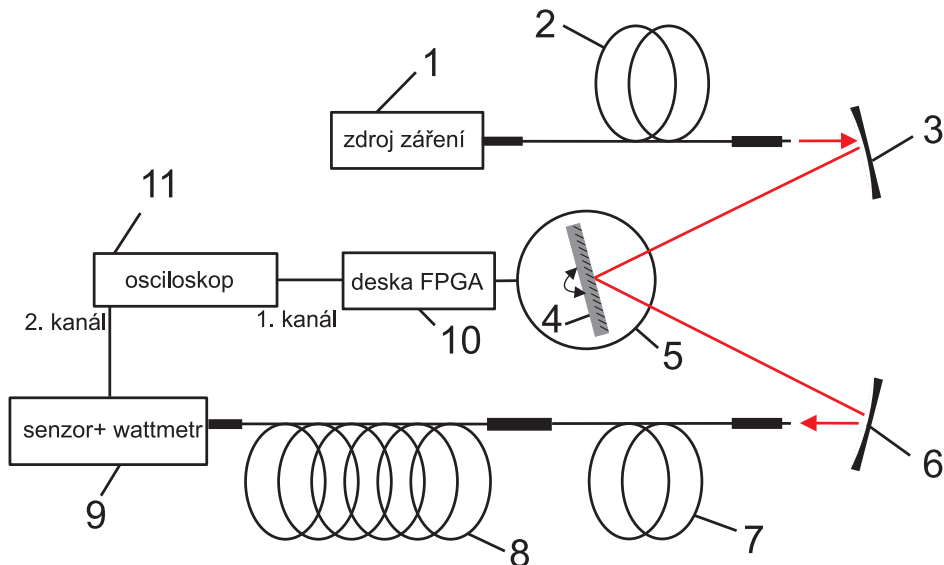 2
1
zdroj záření
3
11
osciloskop
deska FPGA
4
2. kanál
1. kanál
10
5
senzor+ wattmetr
6
9
8
7